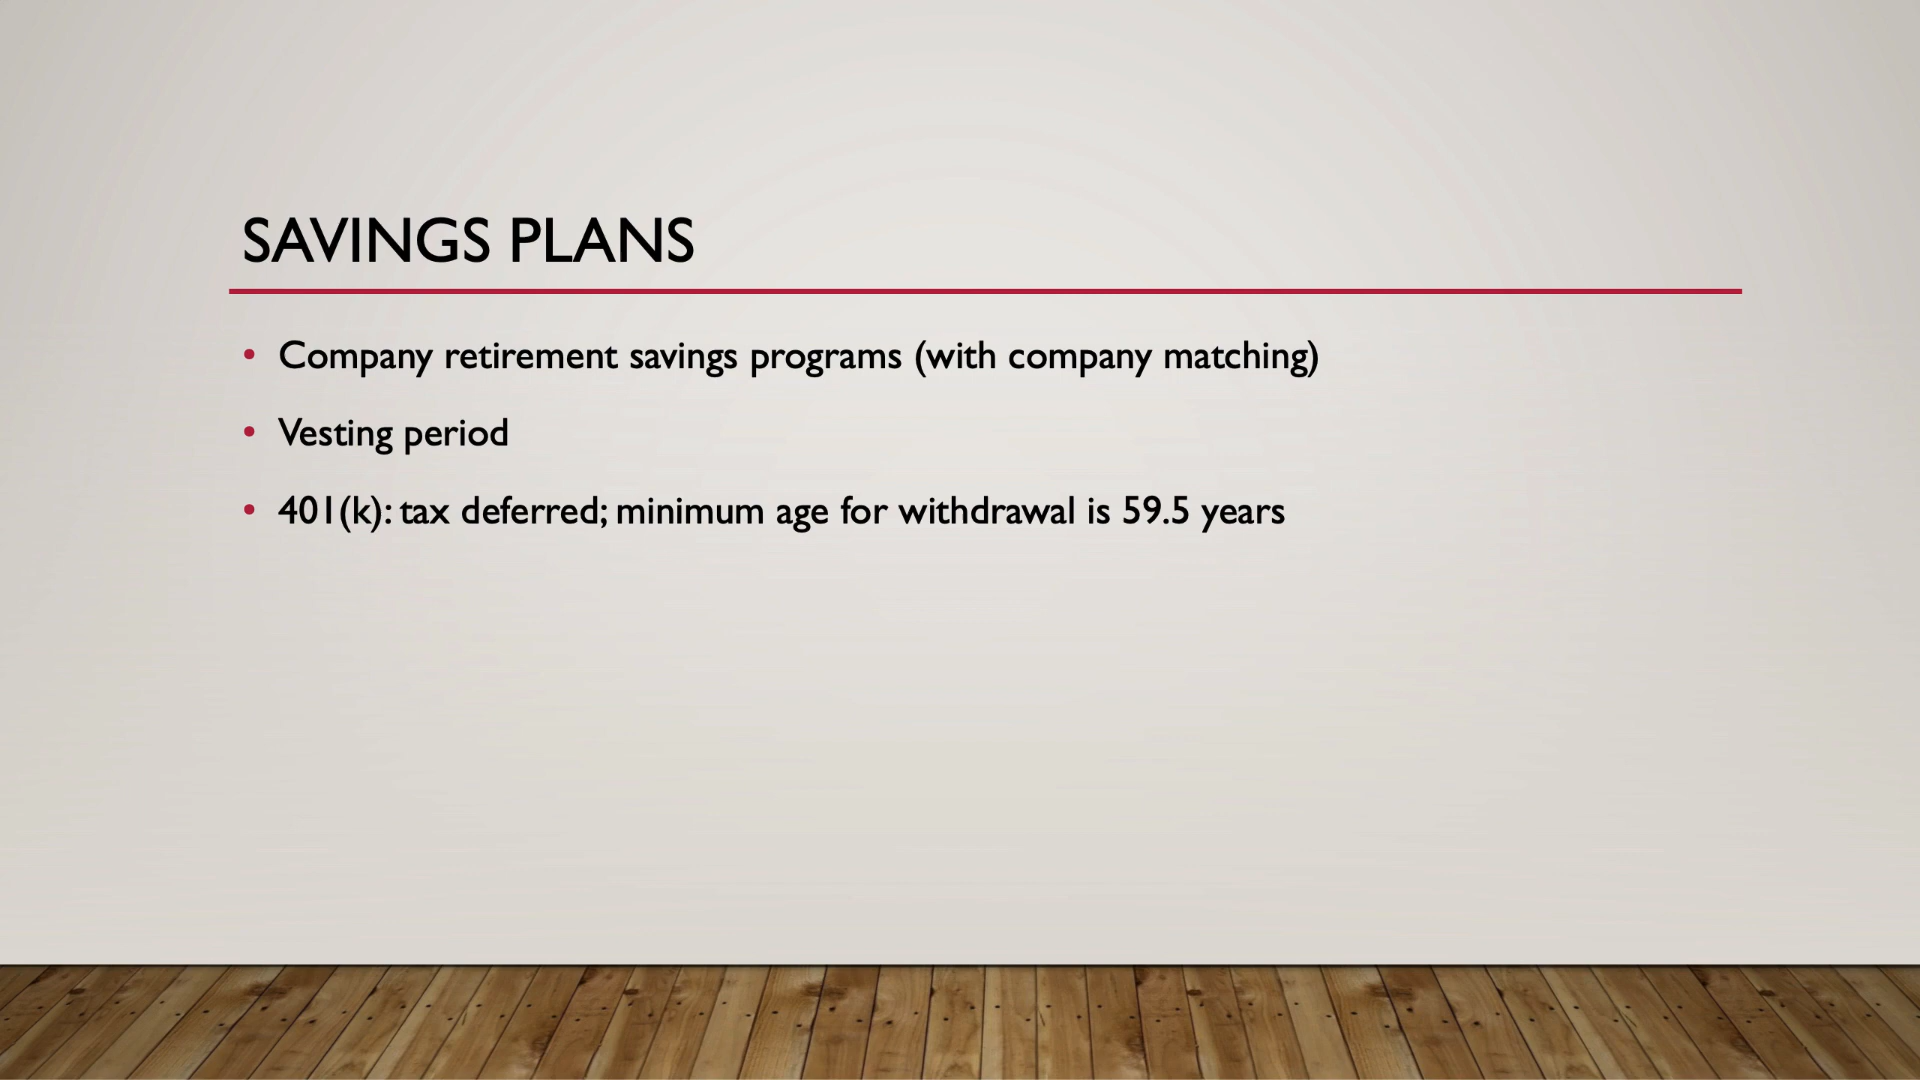 SAVINGS PLANS
• Company retirement savings programs (with company matching)
• Vesting period
• 401(k): tax deferred; minimum age for withdrawal is 59.5 years